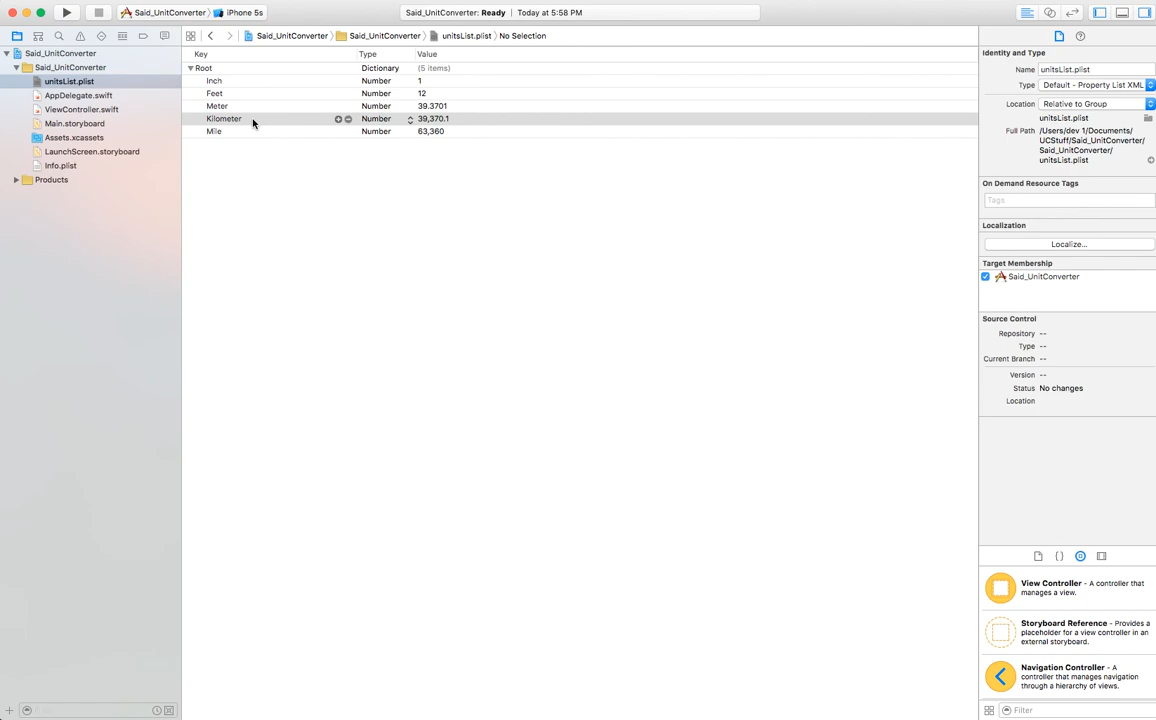 Said_UnitConverter iPhone 5s
Said_UnitConverter: Ready | Today at 5:58 PM
Said_UnitConverter
Said_UnitConverter
unitsList.plist
AppDelegate.swift
ViewController.swift
Main.storyboard
Assets.xcassets
LaunchScreen.storyboard
Info.plist
Products
Said_UnitConverter Said_UnitConverter unitsList.plist No Selection
Key Type Value
Root Dictionary (5 items)
Inch Number 1
Feet Number 12
Meter Number 39.3701
Kilometer Number 39,370.1
Mile Number 63,360
Identity and Type
Name unitsList.plist
Type Default - Property List XML
Location Relative to Group
unitsList.plist
Full Path /Users/dev 1/Documents/
UCStuff/Said_UnitConverter/
Said_UnitConverter/
unitsList.plist
On Demand Resource Tags
Tags
Localization
Localize...
Target Membership
Said_UnitConverter
Source Control
Repository --
Type --
Current Branch --
Version --
Status No changes
Location
View Controller - A controller that
manages a view.
Storyboard Reference - Provides a
placeholder for a view controller in an
external storyboard.
Navigation Controller - A
controller that manages navigation
through a hierarchy of views.
Filter